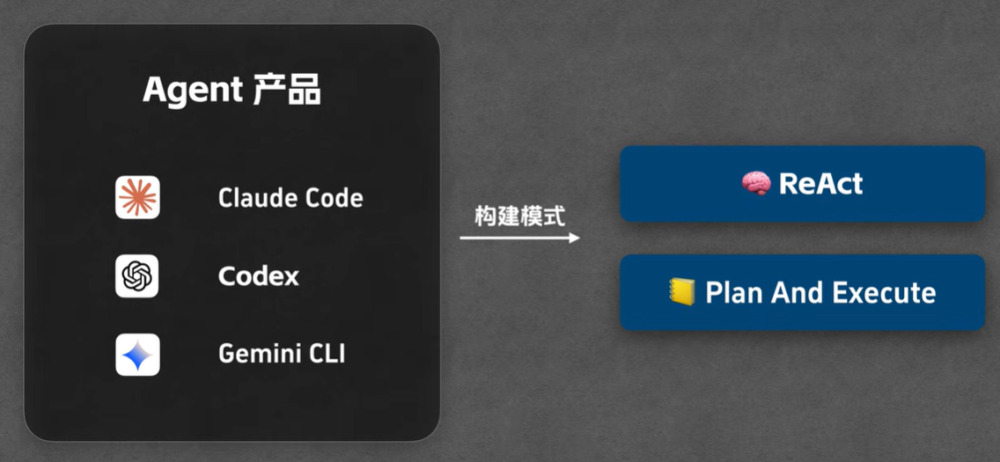 Agent 产品
Claude Code
Codex
Gemini CLI
构建模式
ReAct
Plan And Execute